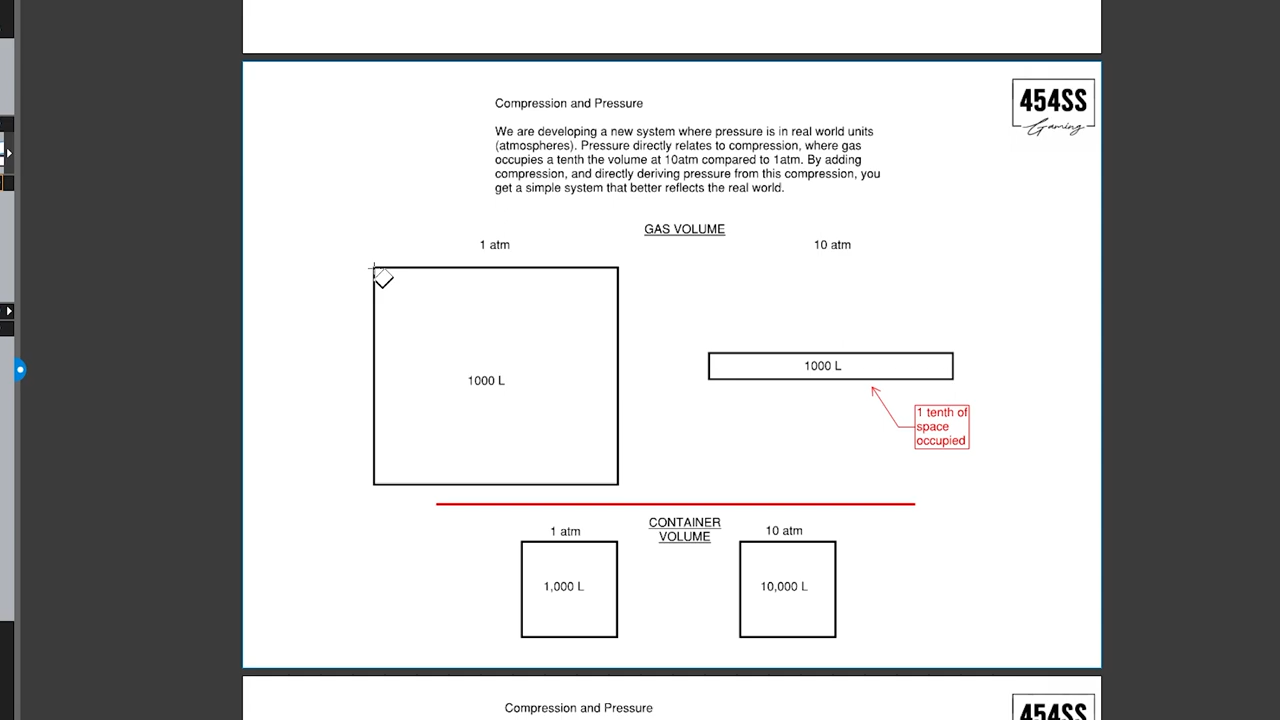 Compression and Pressure
454SS
Gaming
We are developing a new system where pressure is in real world units
(atmospheres). Pressure directly relates to compression, where gas
occupies a tenth the volume at 10atm compared to 1atm. By adding
compression, and directly deriving pressure from this compression, you
get a simple system that better reflects the real world.
GAS VOLUME
1 atm
10 atm
1000 L
1000 L
1 tenth of
space
occupied
CONTAINER
VOLUME
1 atm
10 atm
1,000 L
10,000 L
Compression and Pressure
454SS